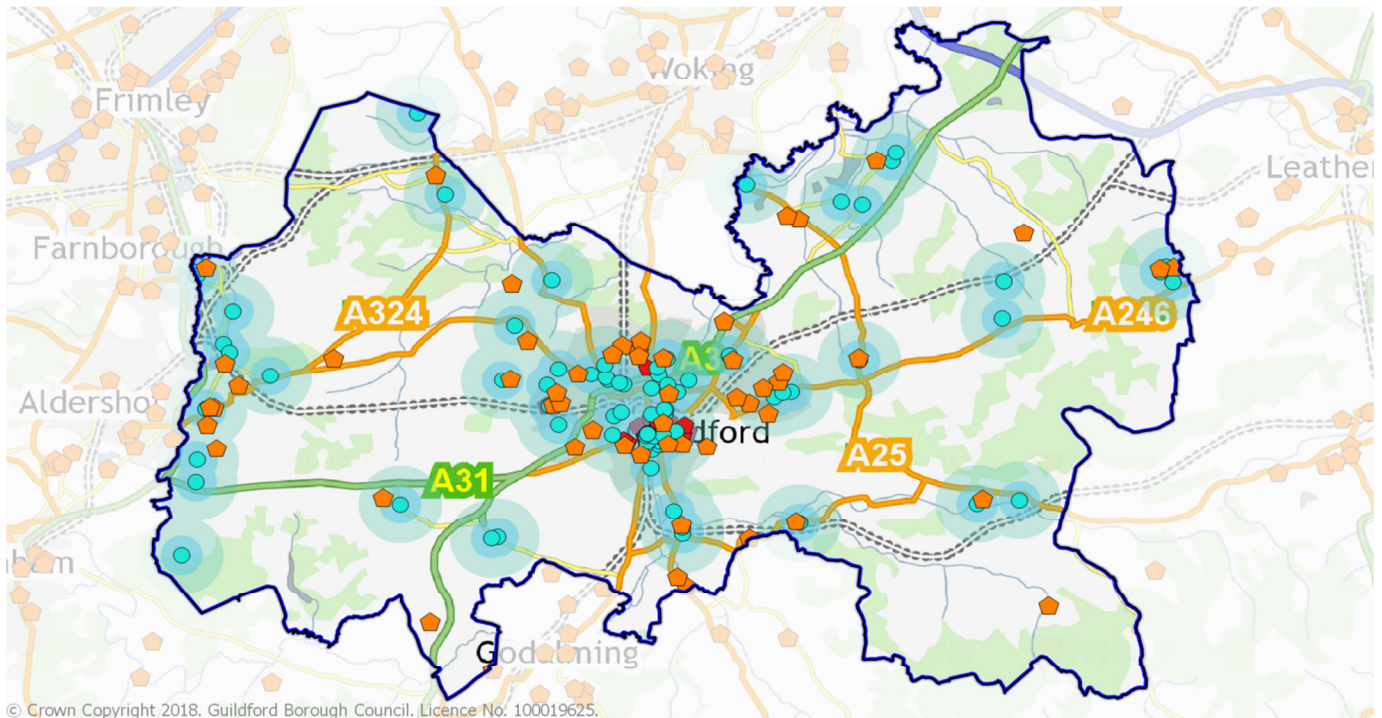 Woking
Frimley
Leather
Farnborough
A324
A246
A3
Aldersho
dford
A25
A31
ham
Godalming
© Crown Copyright 2018. Guildford Borough Council. Licence No. 100019625.